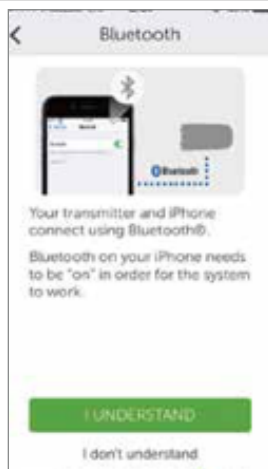 Bluetooth
Bluetooth
Your transmitter and iPhone
connect using Bluetooth®.
Bluetooth on your iPhone needs
to be "on" in order for the system
to work.
I UNDERSTAND
I don't understand